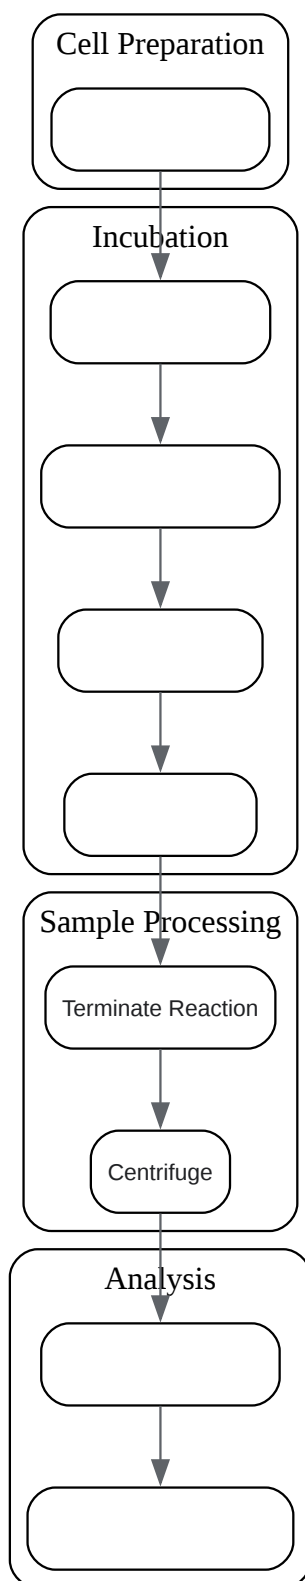 Cell Preparation
Incubation
Sample Processing
Terminate Reaction
Centrifuge
Analysis